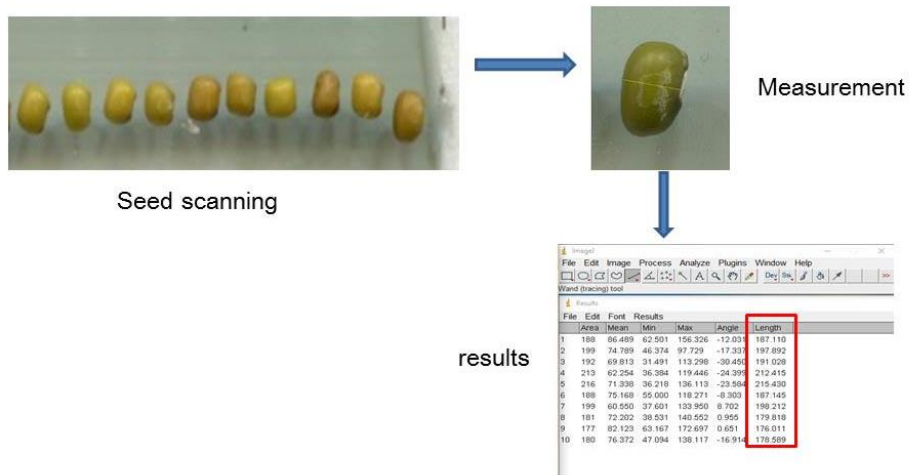 Measurement
Seed scanning
results
ImageJ
File Edit Image Process Analyze Plugins Window Help
Dev Stk
Wand (tracing) tool
Results
File Edit Font Results
Area Mean Min Max Angle Length
1 188 86.489 62.501 156.326 -12.031 187.110
2 199 74.789 46.374 97.729 -17.337 197.892
3 192 69.813 31.491 113.298 -30.450 191.028
4 213 62.254 36.384 119.446 -24.399 212.415
5 216 71.338 36.218 136.113 -23.584 215.430
6 188 75.168 55.000 118.271 -8.303 187.145
7 199 60.550 37.601 133.950 8.702 198.212
8 181 72.202 38.531 140.552 0.955 179.818
9 177 82.123 63.167 172.697 0.651 176.011
10 180 76.372 47.094 138.117 -16.914 178.589